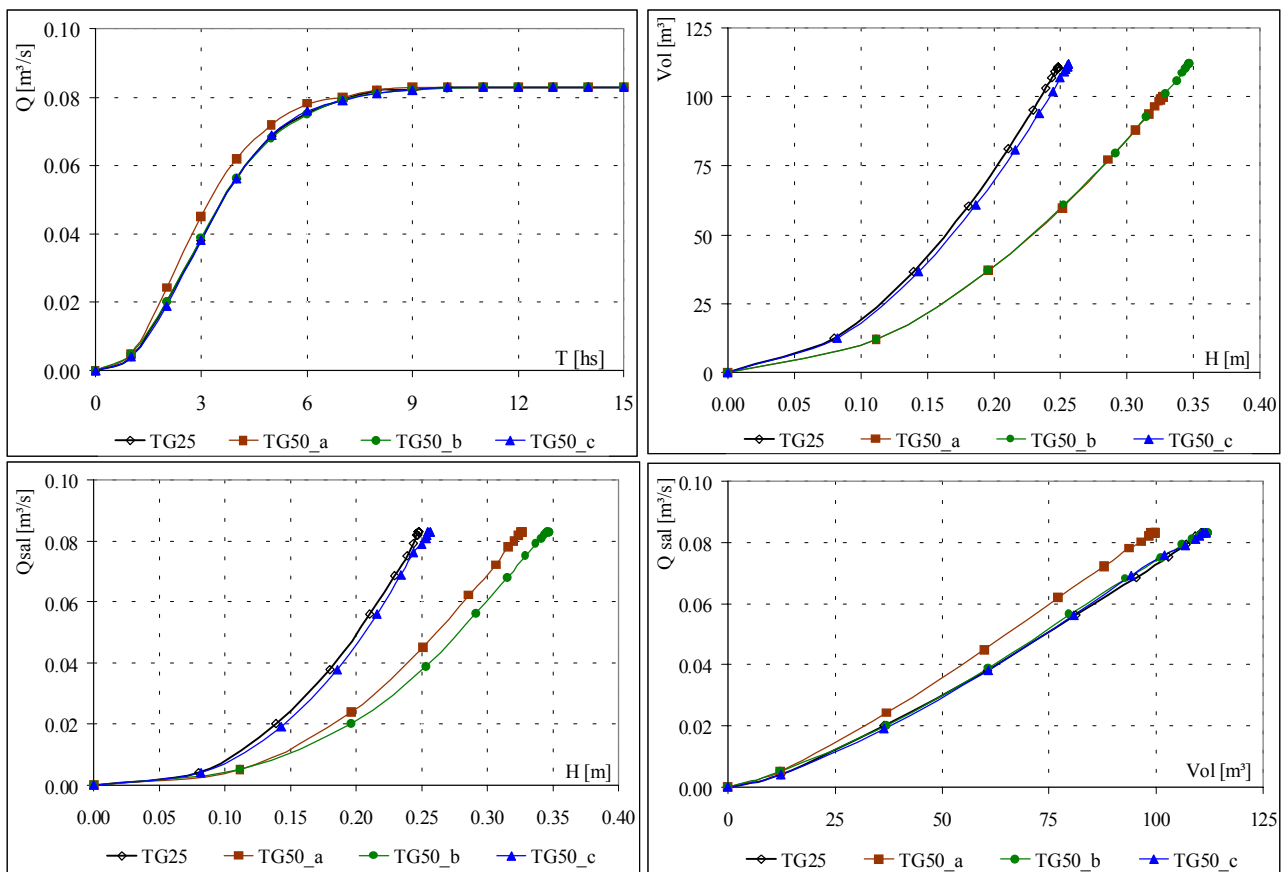 Q [m³/s]
0.10
0.08
0.06
0.04
0.02
0.00
T [hs]
0 3 6 9 12 15
TG25 TG50_a TG50_b TG50_c
Vol [m³]
125
100
75
50
25
0
H [m]
0.00 0.05 0.10 0.15 0.20 0.25 0.30 0.35 0.40
TG25 TG50_a TG50_b TG50_c
Qsal [m³/s]
0.10
0.08
0.06
0.04
0.02
0.00
H [m]
0.00 0.05 0.10 0.15 0.20 0.25 0.30 0.35 0.40
TG25 TG50_a TG50_b TG50_c
Q sal [m³/s]
0.10
0.08
0.06
0.04
0.02
0.00
Vol [m³]
0 25 50 75 100 125
TG25 TG50_a TG50_b TG50_c